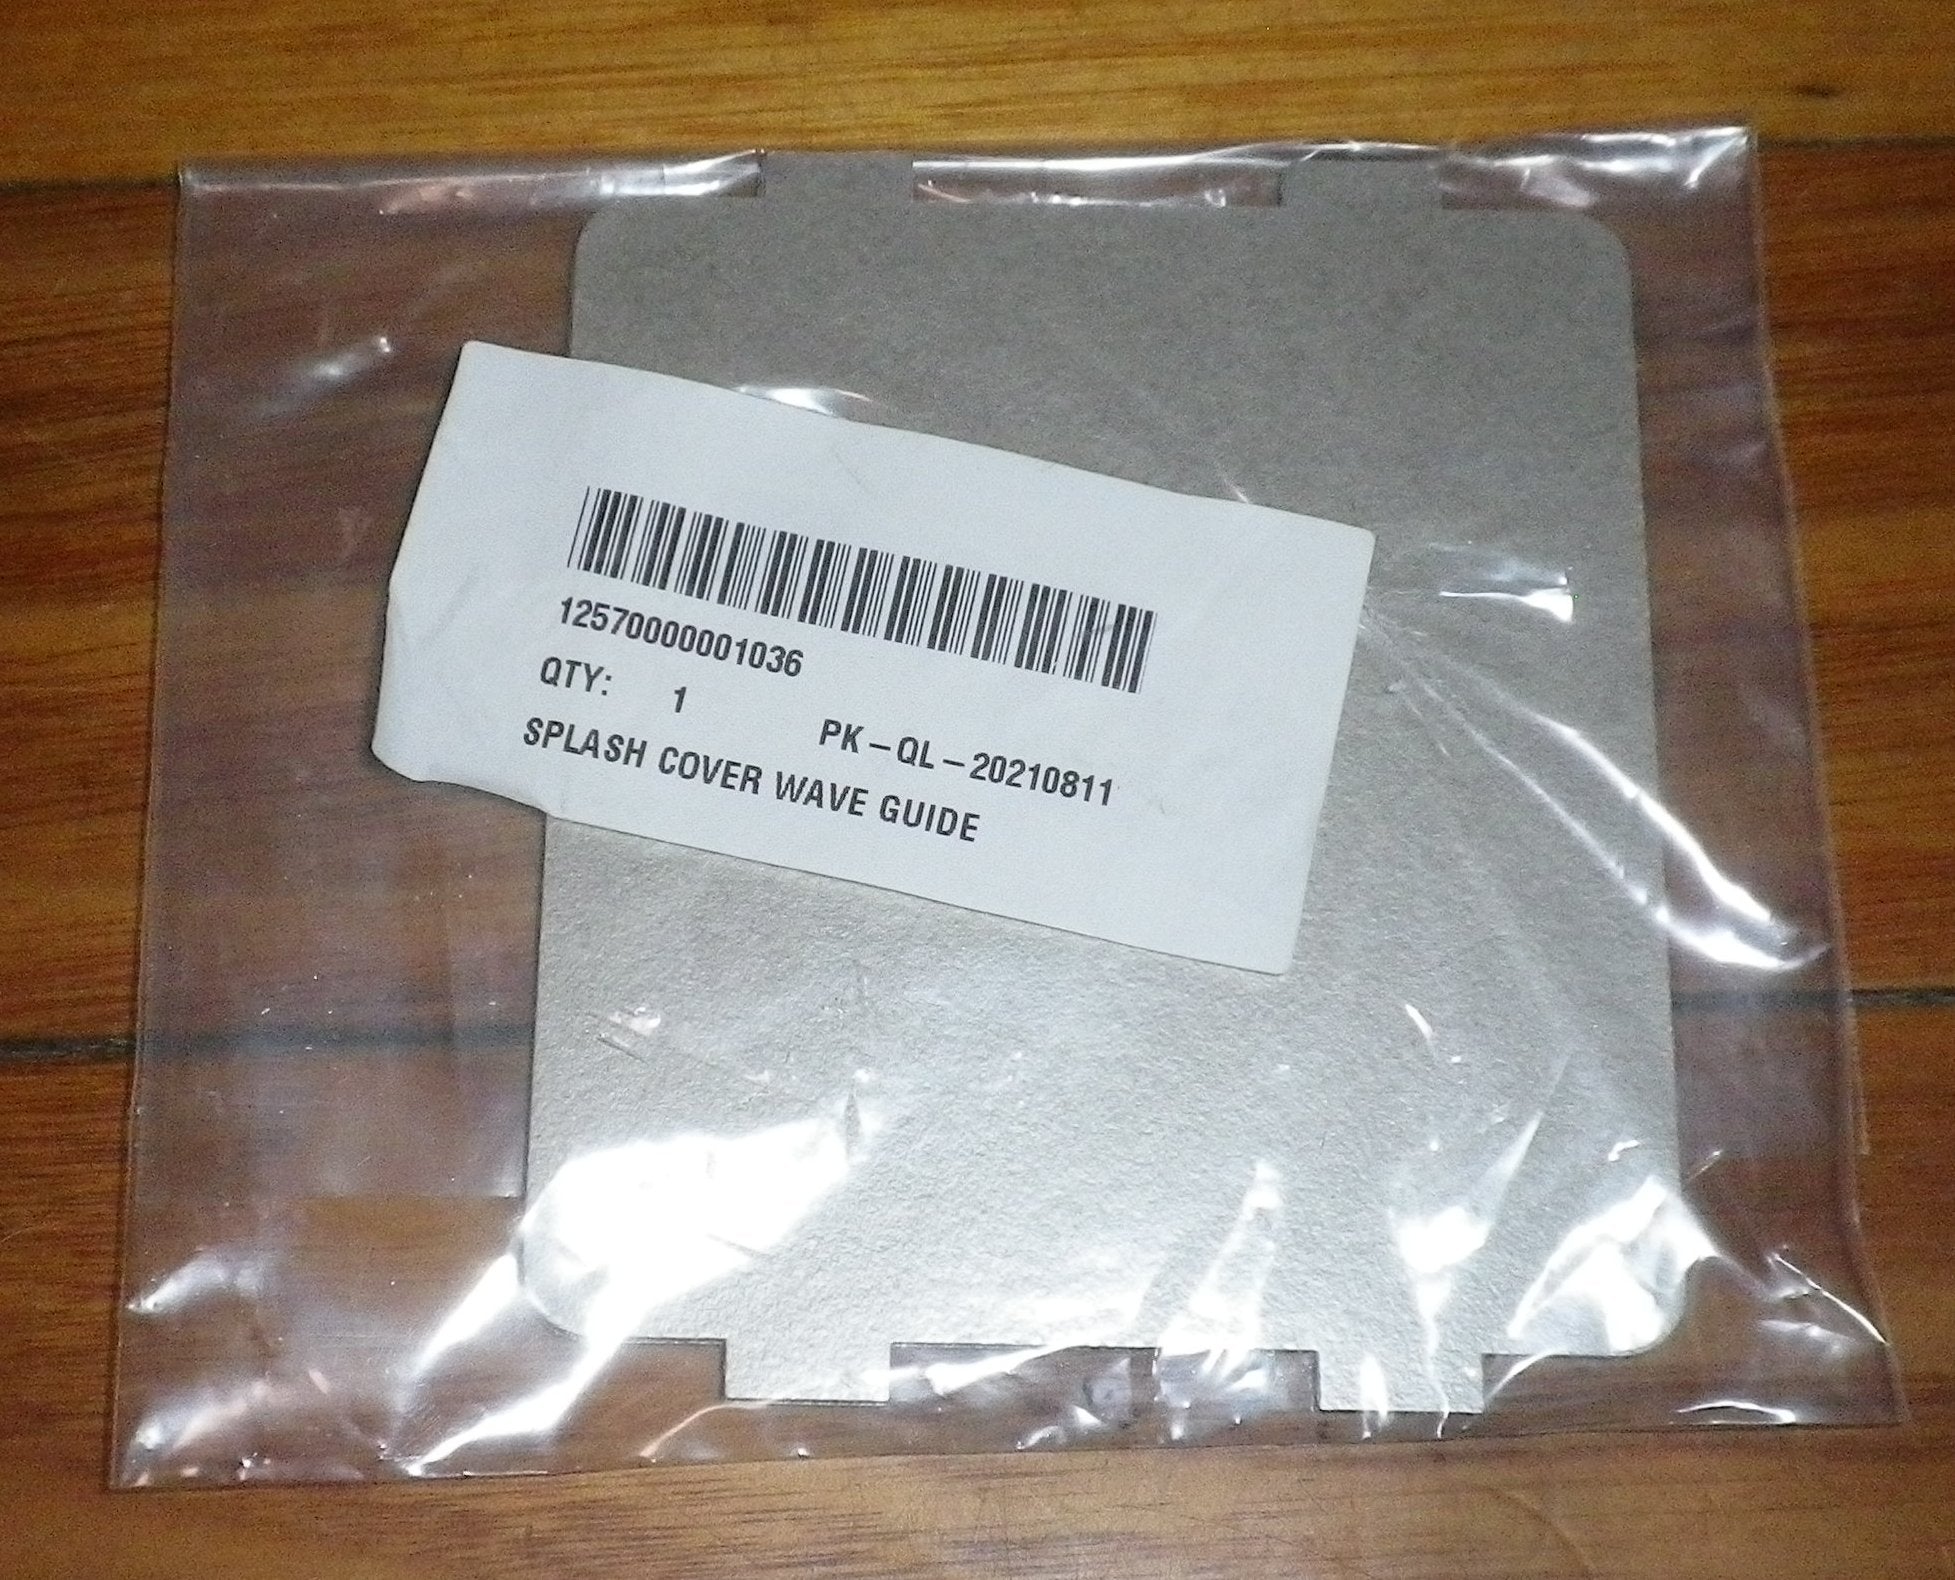 12570000001036
QTY: 1 PK-QL-20210811
SPLASH COVER WAVE GUIDE